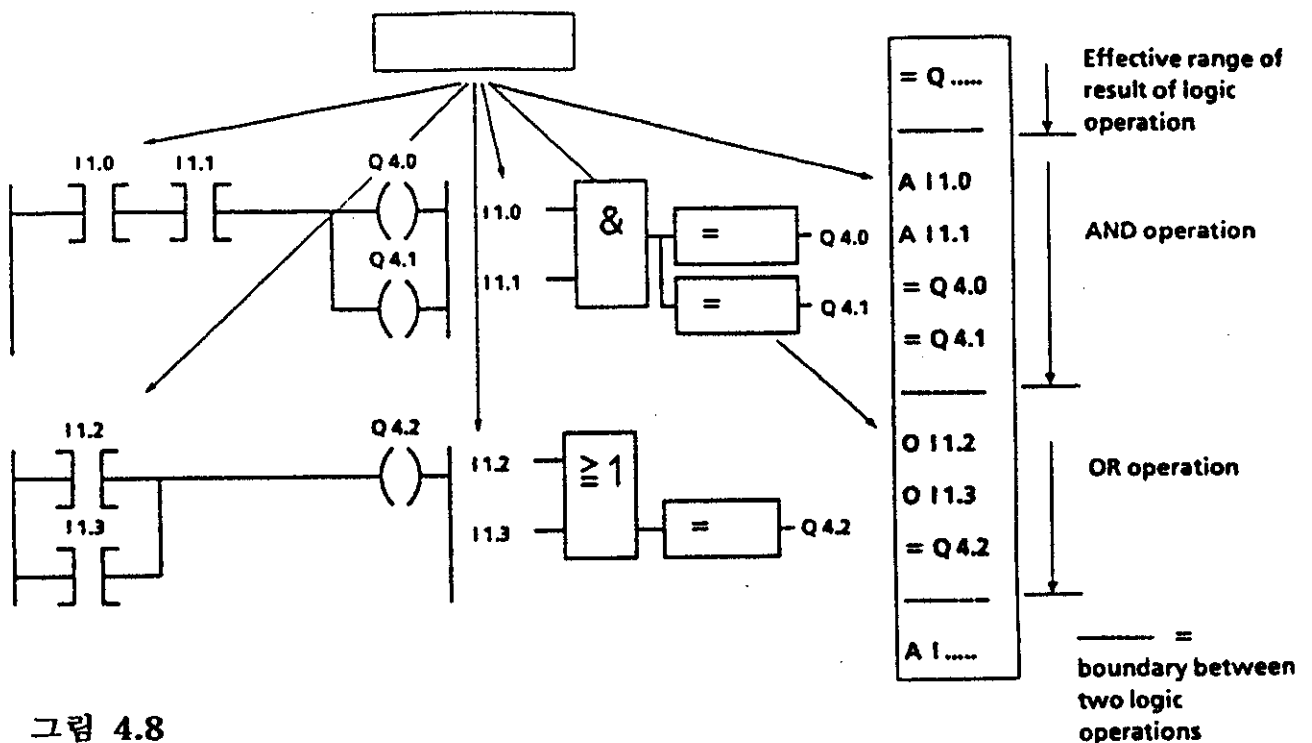 I 1.0
I 1.1
Q 4.0
Q 4.1
I 1.2
Q 4.2
I 1.3
I 1.0
&
I 1.1
=
Q 4.0
=
Q 4.1
I 1.2
≧ 1
I 1.3
=
Q 4.2
= Q .....
A I 1.0
A I 1.1
= Q 4.0
= Q 4.1
O I 1.2
O I 1.3
= Q 4.2
A I .....
Effective range of
result of logic
operation
AND operation
OR operation
=
boundary between
two logic
operations
그림 4.8